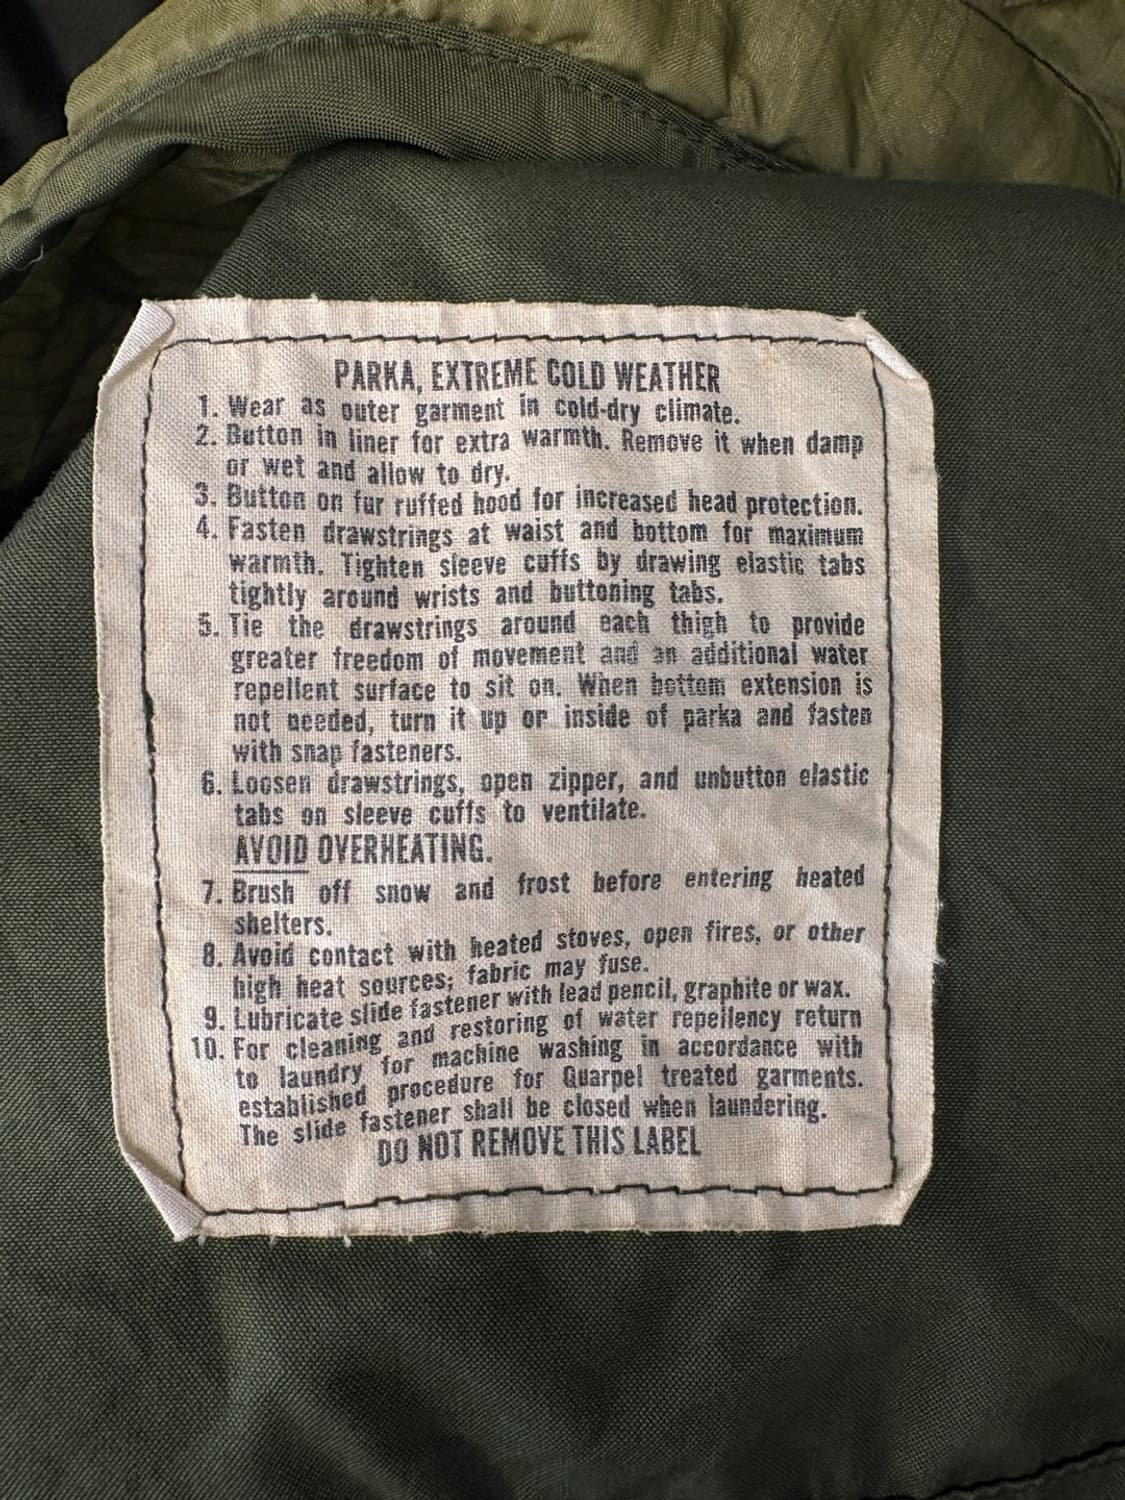 PARKA, EXTREME COLD WEATHER
1. Wear as outer garment in cold-dry climate.
2. Button in liner for extra warmth. Remove it when damp
or wet and allow to dry.
3. Button on fur ruffed hood for increased head protection.
4. Fasten drawstrings at waist and bottom for maximum
warmth. Tighten sleeve cuffs by drawing elastic tabs
tightly around wrists and buttoning tabs.
5. Tie the drawstrings around each thigh to provide
greater freedom of movement and an additional water
repellent surface to sit on. When bottom extension is
not needed, turn it up or inside of parka and fasten
with snap fasteners.
6. Loosen drawstrings, open zipper, and unbutton elastic
tabs on sleeve cuffs to ventilate.
AVOID OVERHEATING.
7. Brush off snow and frost before entering heated
shelters.
8. Avoid contact with heated stoves, open fires, or other
high heat sources; fabric may fuse.
9. Lubricate slide fastener with lead pencil, graphite or wax.
10. For cleaning and restoring of water repellency return
to laundry for machine washing in accordance with
established procedure for Quarpel treated garments.
The slide fastener shall be closed when laundering.
DO NOT REMOVE THIS LABEL